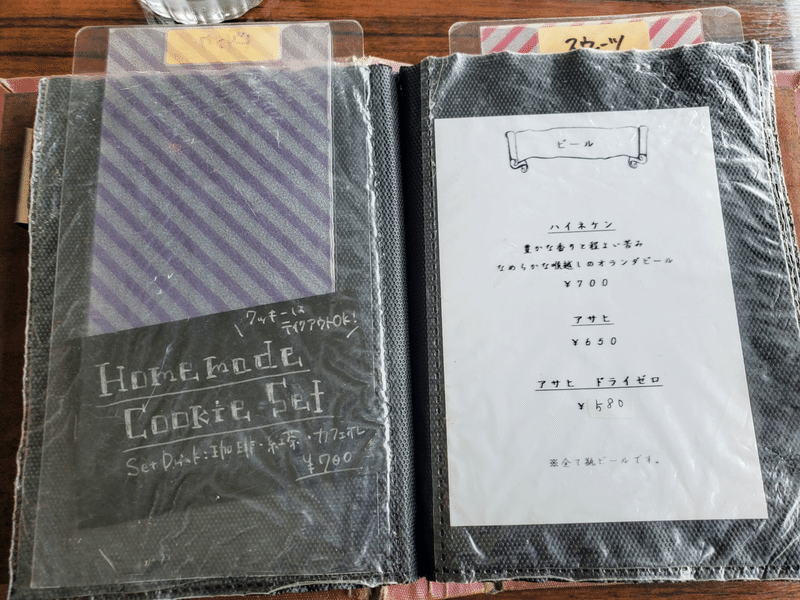 スウィーツ
クッキーは
テイクアウトOK!
Homemade
Cookie Set
Set Drink:珈琲・紅茶・カフェオレ
¥700
ビール
ハイネケン
豊かな香りと程よい苦み
なめらかな喉越しのオランダビール
¥700
アサヒ
¥650
アサヒ ドライゼロ
¥580
※全て瓶ビールです。